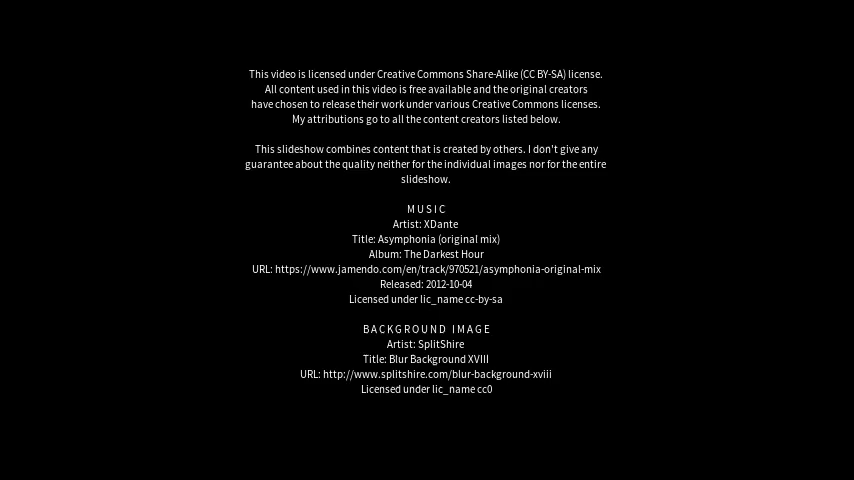 This video is licensed under Creative Commons Share-Alike (CC BY-SA) license.
All content used in this video is free available and the original creators
have chosen to release their work under various Creative Commons licenses.
My attributions go to all the content creators listed below.
This slideshow combines content that is created by others. I don't give any
guarantee about the quality neither for the individual images nor for the entire
slideshow.
MUSIC
Artist: XDante
Title: Asymphonia (original mix)
Album: The Darkest Hour
URL: https://www.jamendo.com/en/track/970521/asymphonia-original-mix
Released: 2012-10-04
Licensed under lic_name cc-by-sa
BACKGROUND IMAGE
Artist: SplitShire
Title: Blur Background XVIII
URL: http://www.splitshire.com/blur-background-xviii
Licensed under lic_name cc0